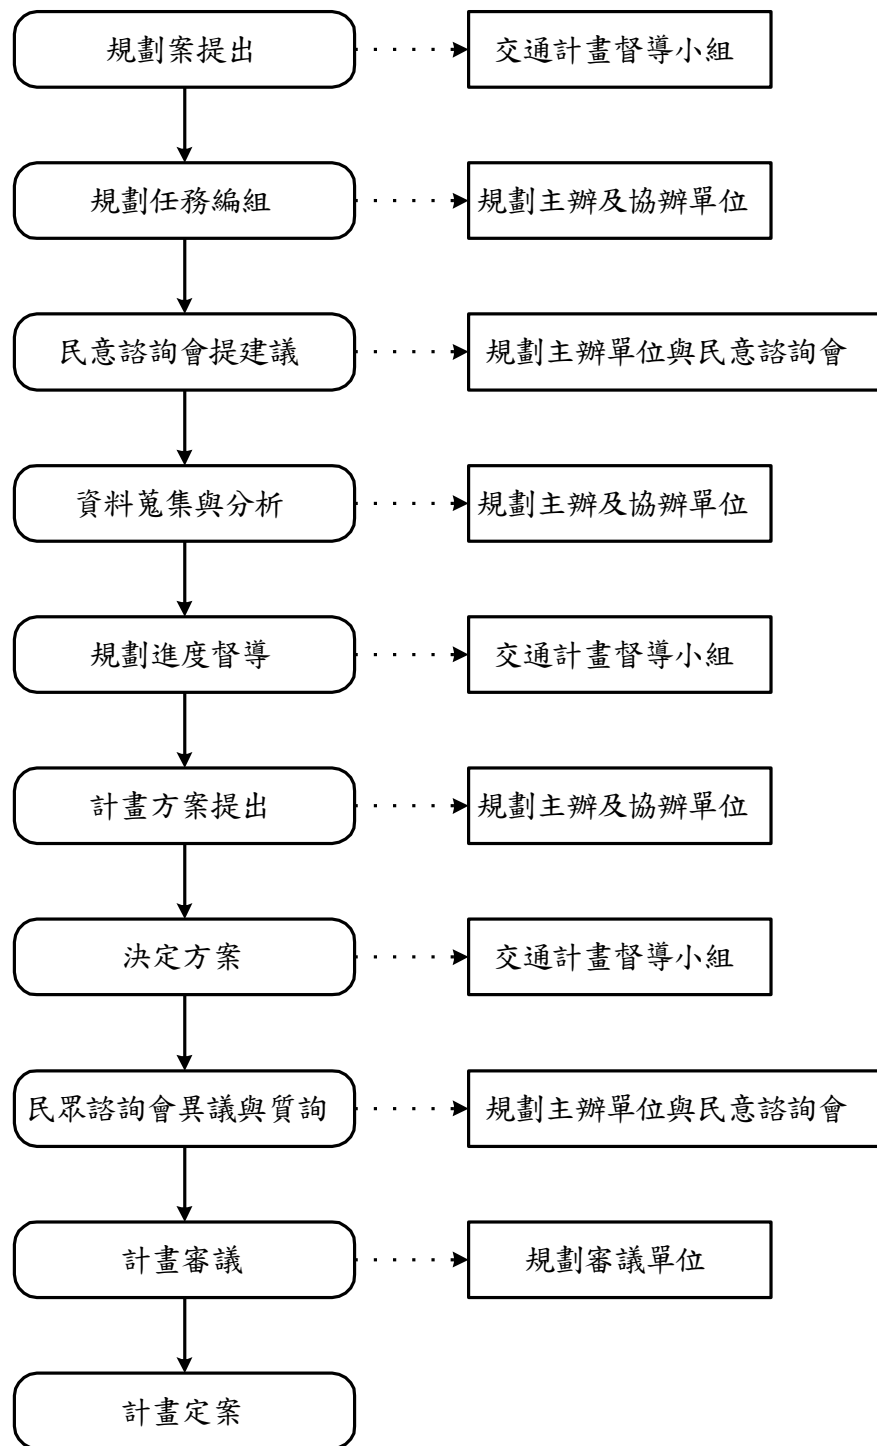 規劃案提出
交通計畫督導小組
規劃任務編組
規劃主辦及協辦單位
民意諮詢會提建議
規劃主辦單位與民意諮詢會
資料蒐集與分析
規劃主辦及協辦單位
規劃進度督導
交通計畫督導小組
計畫方案提出
規劃主辦及協辦單位
決定方案
交通計畫督導小組
民眾諮詢會異議與質詢
規劃主辦單位與民意諮詢會
計畫審議
規劃審議單位
計畫定案